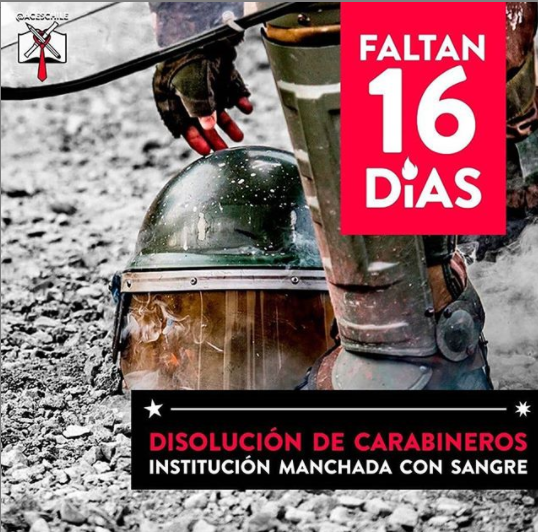 @ACESCHILE
FALTAN
16
DíAS
DISOLUCIÓN DE CARABINEROS
INSTITUCIÓN MANCHADA CON SANGRE